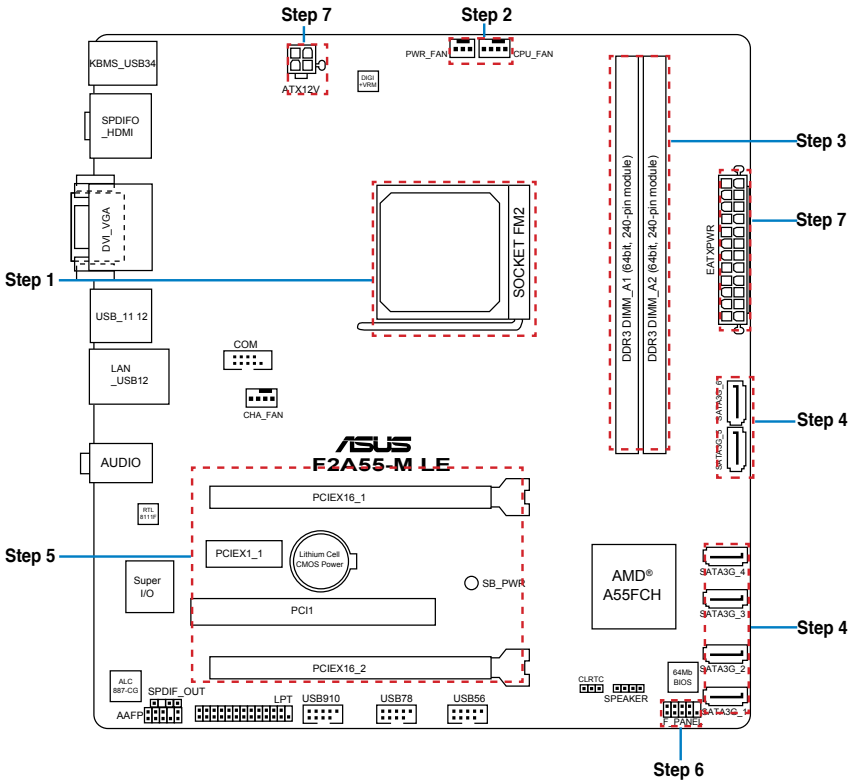 Step 7
Step 2
KBMS_USB34
PWR_FAN
CPU_FAN
DIGI
+VRM
ATX12V
SPDIFO
_HDMI
Step 3
DDR3 DIMM_A1 (64bit, 240-pin module)
DDR3 DIMM_A2 (64bit, 240-pin module)
DVI_VGA
SOCKET FM2
EATXPWR
Step 7
Step 1
USB_11 12
COM
LAN
_USB12
CHA_FAN
SATA3G_6
SATA3G_5
Step 4
ASUS
F2A55-M LE
AUDIO
PCIEX16_1
RTL
8111F
Step 5
PCIEX1_1
Lithium Cell
CMOS Power
Super
I/O
SB_PWR
AMD®
A55FCH
SATA3G_4
PCI1
SATA3G_3
Step 4
PCIEX16_2
SATA3G_2
ALC
887-CG
64Mb
BIOS
CLRTC
SPEAKER
SPDIF_OUT
LPT
USB910
USB78
USB56
AAFP
SATA3G_1
F_PANEL
Step 6